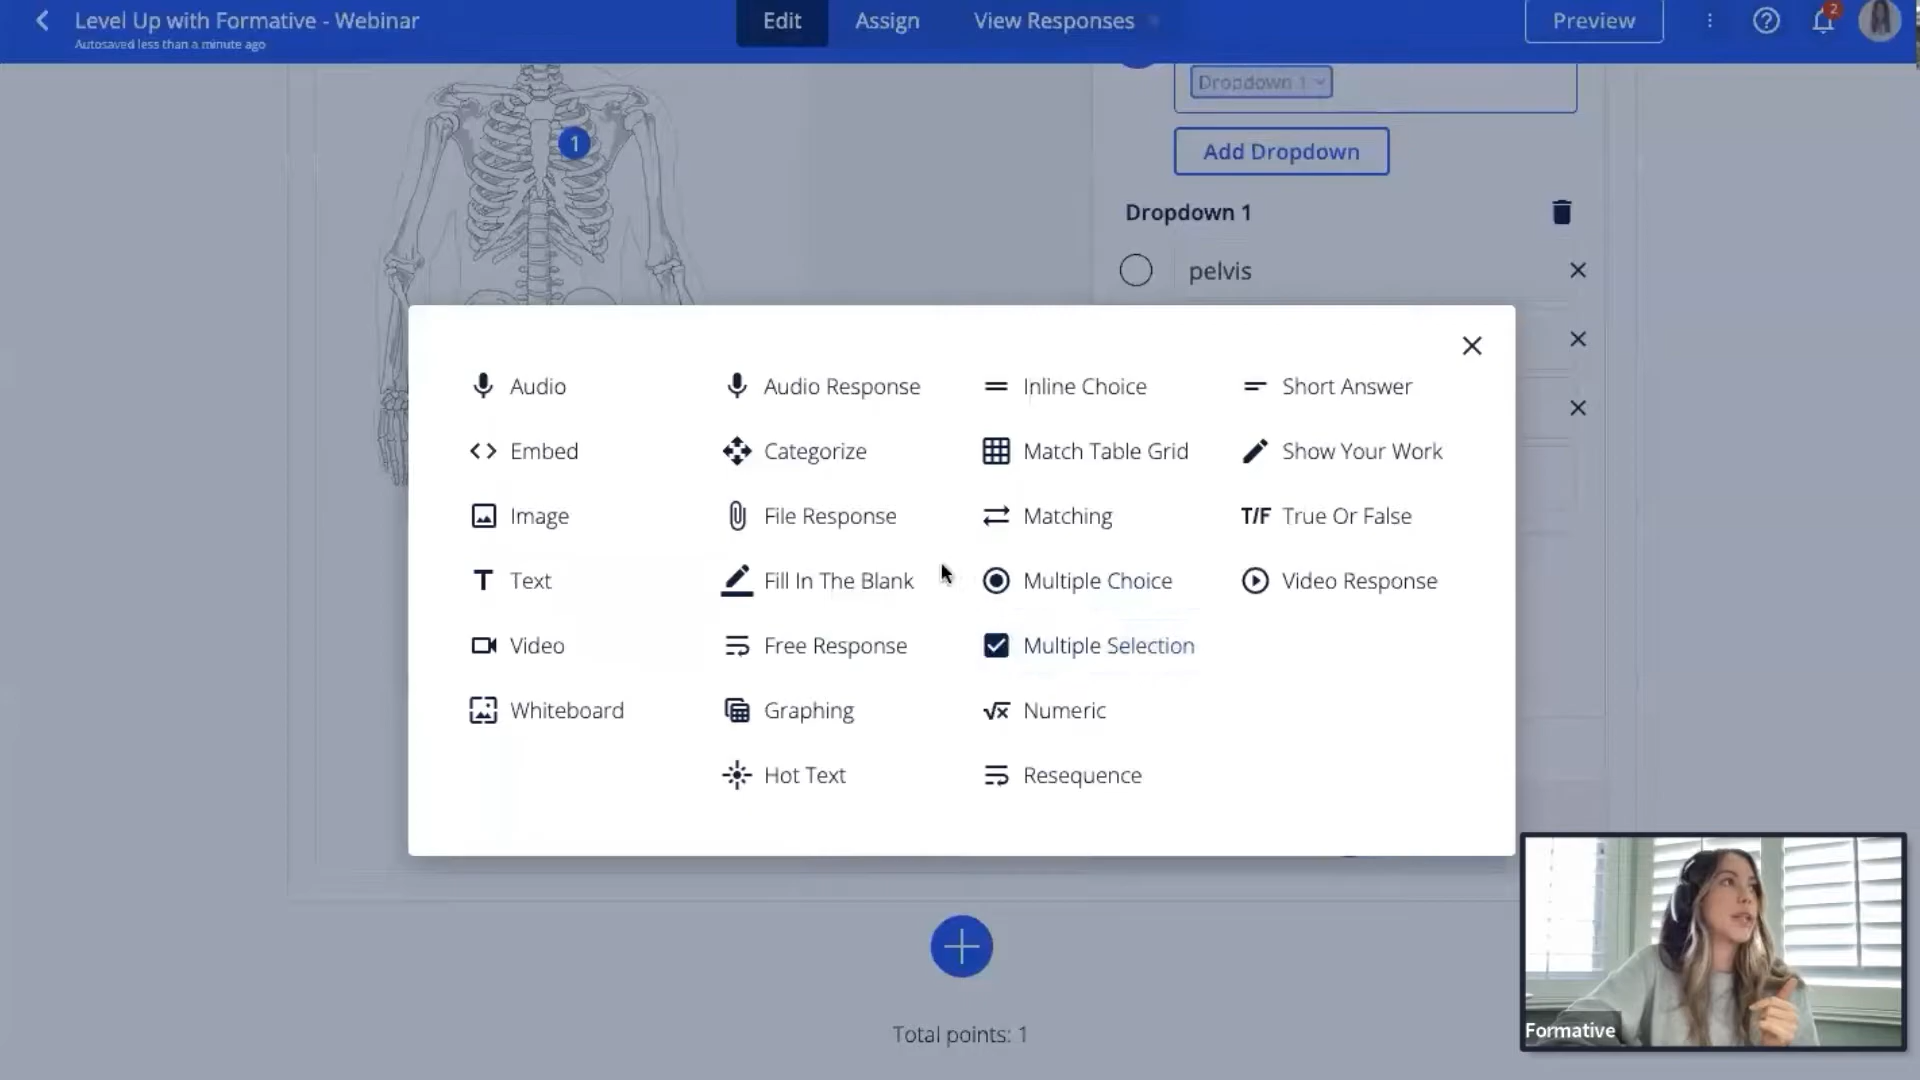 Level Up with Formative - Webinar
Autosaved less than a minute ago
Edit
Assign
View Responses
Preview
2
1
Dropdown 1
Add Dropdown
Dropdown 1
pelvis
Audio
Audio Response
Inline Choice
Short Answer
Embed
Categorize
Match Table Grid
Show Your Work
Image
File Response
Matching
T/F True Or False
Text
Fill In The Blank
Multiple Choice
Video Response
Video
Free Response
Multiple Selection
Whiteboard
Graphing
Numeric
Hot Text
Resequence
Total points: 1
Formative